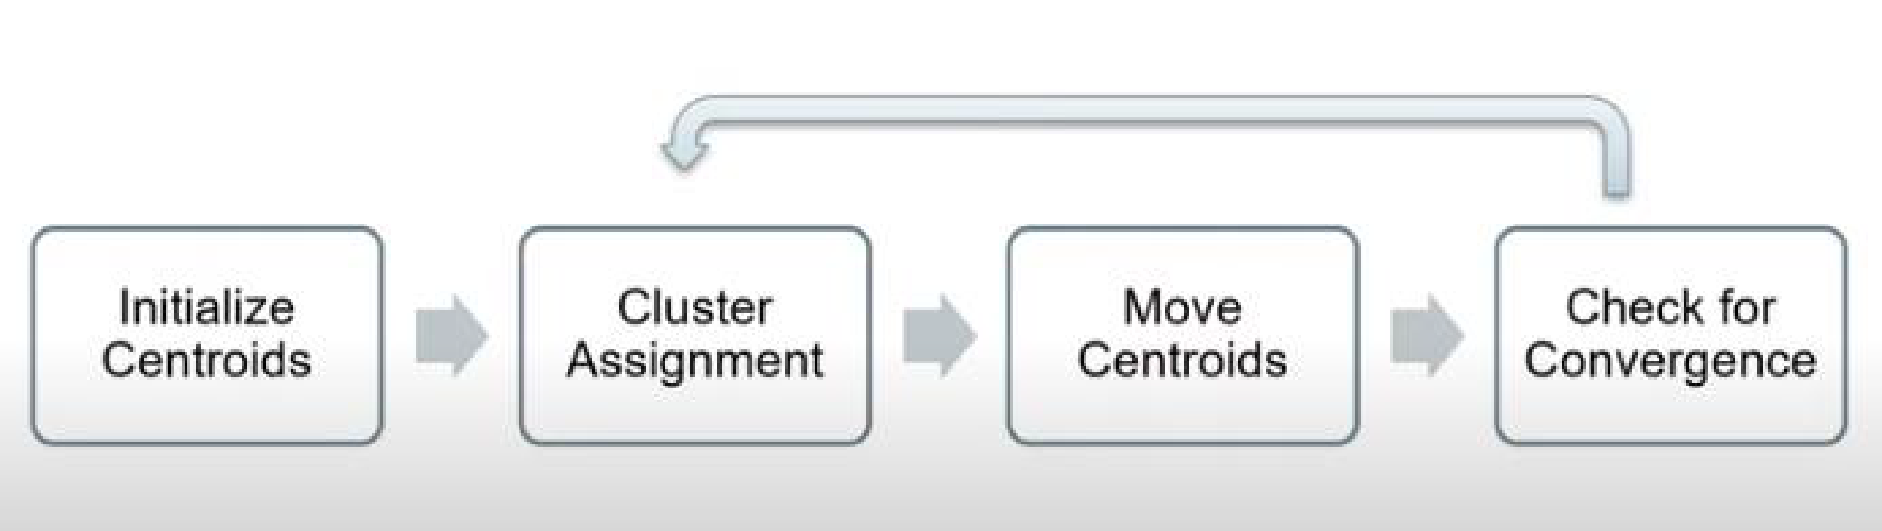 Initialize
Centroids
Cluster
Assignment
Move
Centroids
Check for
Convergence